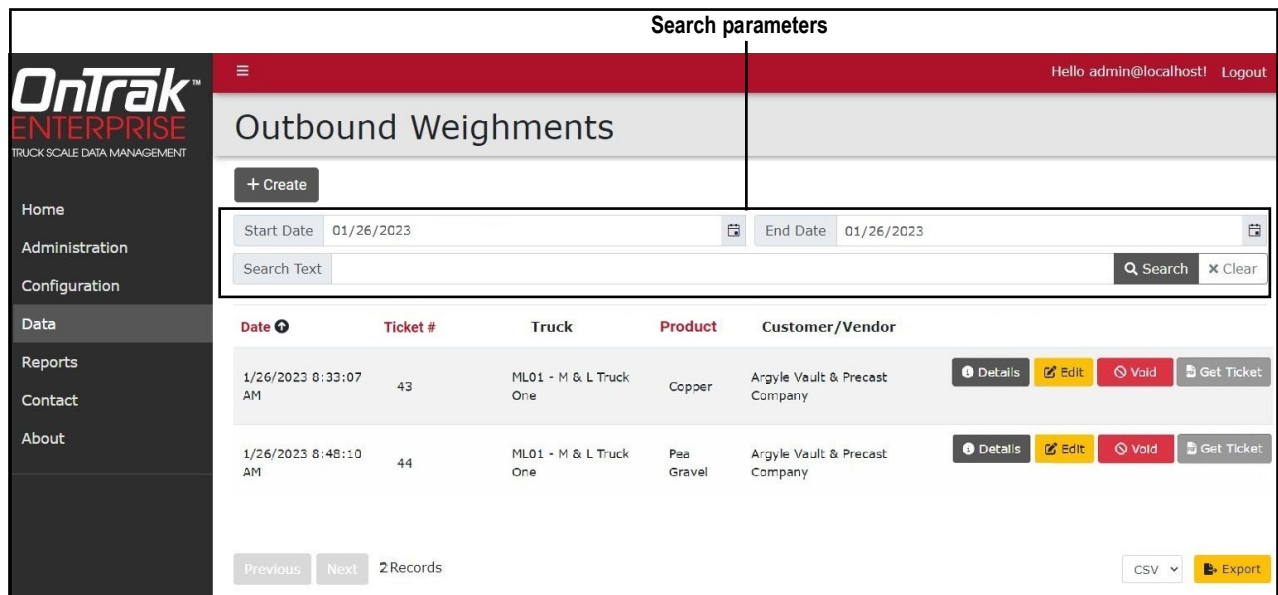 Search parameters
OnTrak™
ENTERPRISE
TRUCK SCALE DATA MANAGEMENT
Hello admin@localhost! Logout
Outbound Weighments
+ Create
Start Date 01/26/2023 End Date 01/26/2023
Search Text Search Clear
Home
Administration
Configuration
Data
Reports
Contact
About
Date Ticket # Truck Product Customer/Vendor
1/26/2023 8:33:07 ML01 - M & L Truck Argyle Vault & Precast
AM 43 One Copper Company Details Edit Void Get Ticket
1/26/2023 8:48:10 ML01 - M & L Truck Pea Argyle Vault & Precast
AM 44 One Gravel Company Details Edit Void Get Ticket
Previous Next 2 Records CSV Export